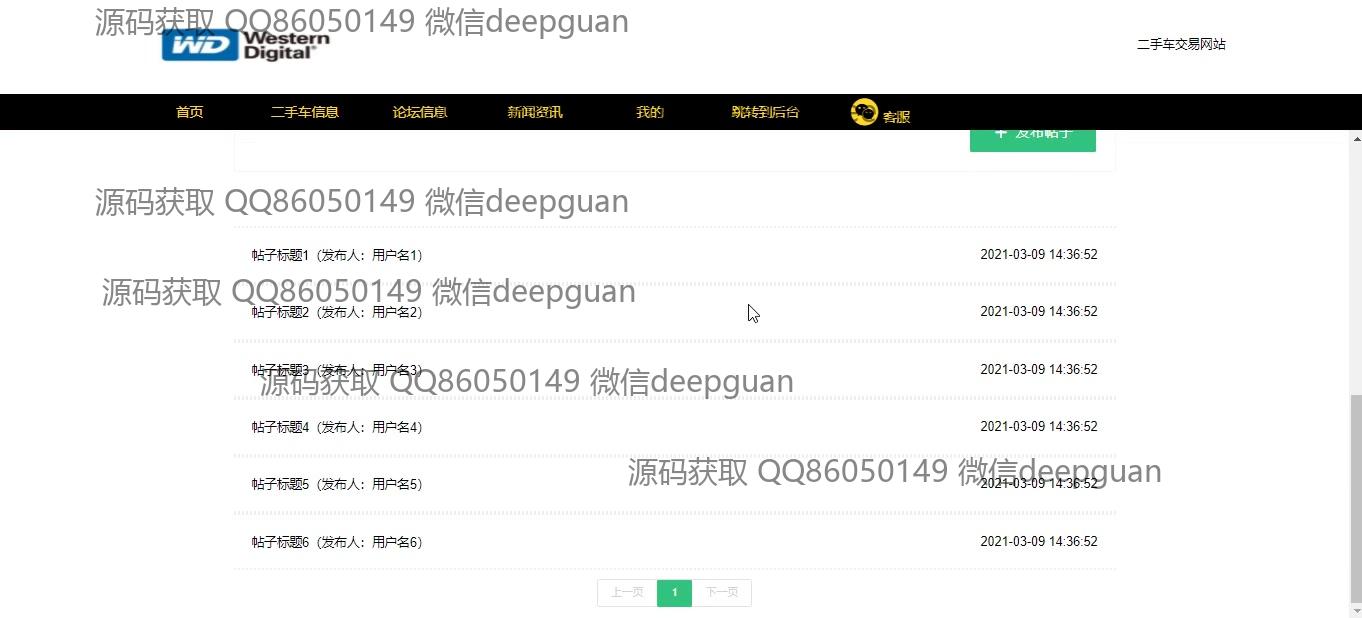 源码获取 QQ86050149 微信deepguan
WD Western Digital®
二手车交易网站
首页 二手车信息 论坛信息 新闻资讯 我的 跳转到后台 客服
+ 发布帖子
源码获取 QQ86050149 微信deepguan
帖子标题1（发布人：用户名1） 2021-03-09 14:36:52
源码获取 QQ86050149 微信deepguan
帖子标题2（发布人：用户名2） 2021-03-09 14:36:52
帖子标题3（发布人：用户名3） 2021-03-09 14:36:52
源码获取 QQ86050149 微信deepguan
帖子标题4（发布人：用户名4） 2021-03-09 14:36:52
源码获取 QQ86050149 微信deepguan
帖子标题5（发布人：用户名5） 2021-03-09 14:36:52
帖子标题6（发布人：用户名6） 2021-03-09 14:36:52
上一页 1 下一页